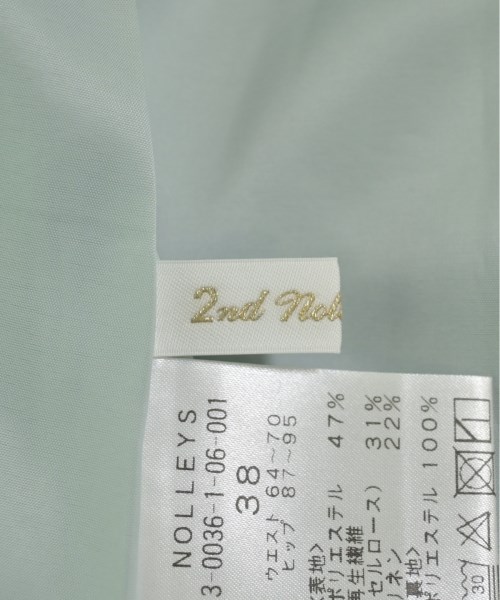 2nd Nol
NOLLEYS
3-0036-1-06-001
38
ウエスト 64~70
ヒップ 87~95
表地>
ポリエステル 47%
再生繊維
セルロース) 31%
リネン 22%
裏地>
ポリエステル 100%
30